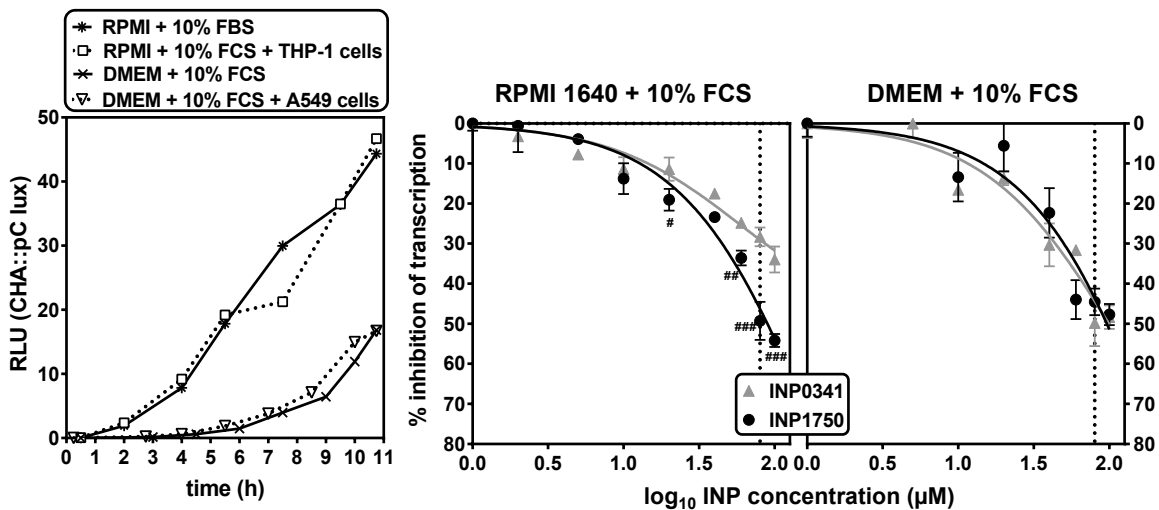 RPMI + 10% FBS
RPMI + 10% FCS + THP-1 cells
DMEM + 10% FCS
DMEM + 10% FCS + A549 cells
RLU (CHA::pC lux)
50
40
30
20
10
0
0 1 2 3 4 5 6 7 8 9 10 11
time (h)
RPMI 1640 + 10% FCS
DMEM + 10% FCS
% inhibition of transcription
0
10
20
30
40
50
60
70
80
#
##
###
###
INP0341
INP1750
0
10
20
30
40
50
60
70
80
0.0 0.5 1.0 1.5 2.0
0.0 0.5 1.0 1.5 2.0
log₁₀ INP concentration (µM)